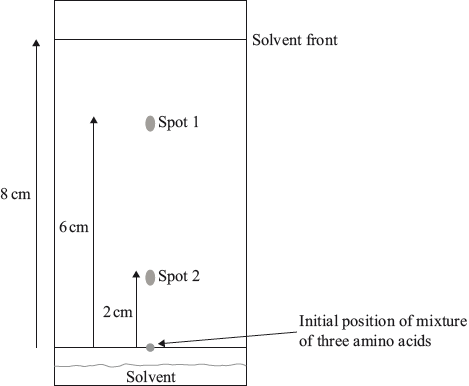 Solvent front
Spot 1
8 cm
6 cm
Spot 2
2 cm
Initial position of mixture
of three amino acids
Solvent